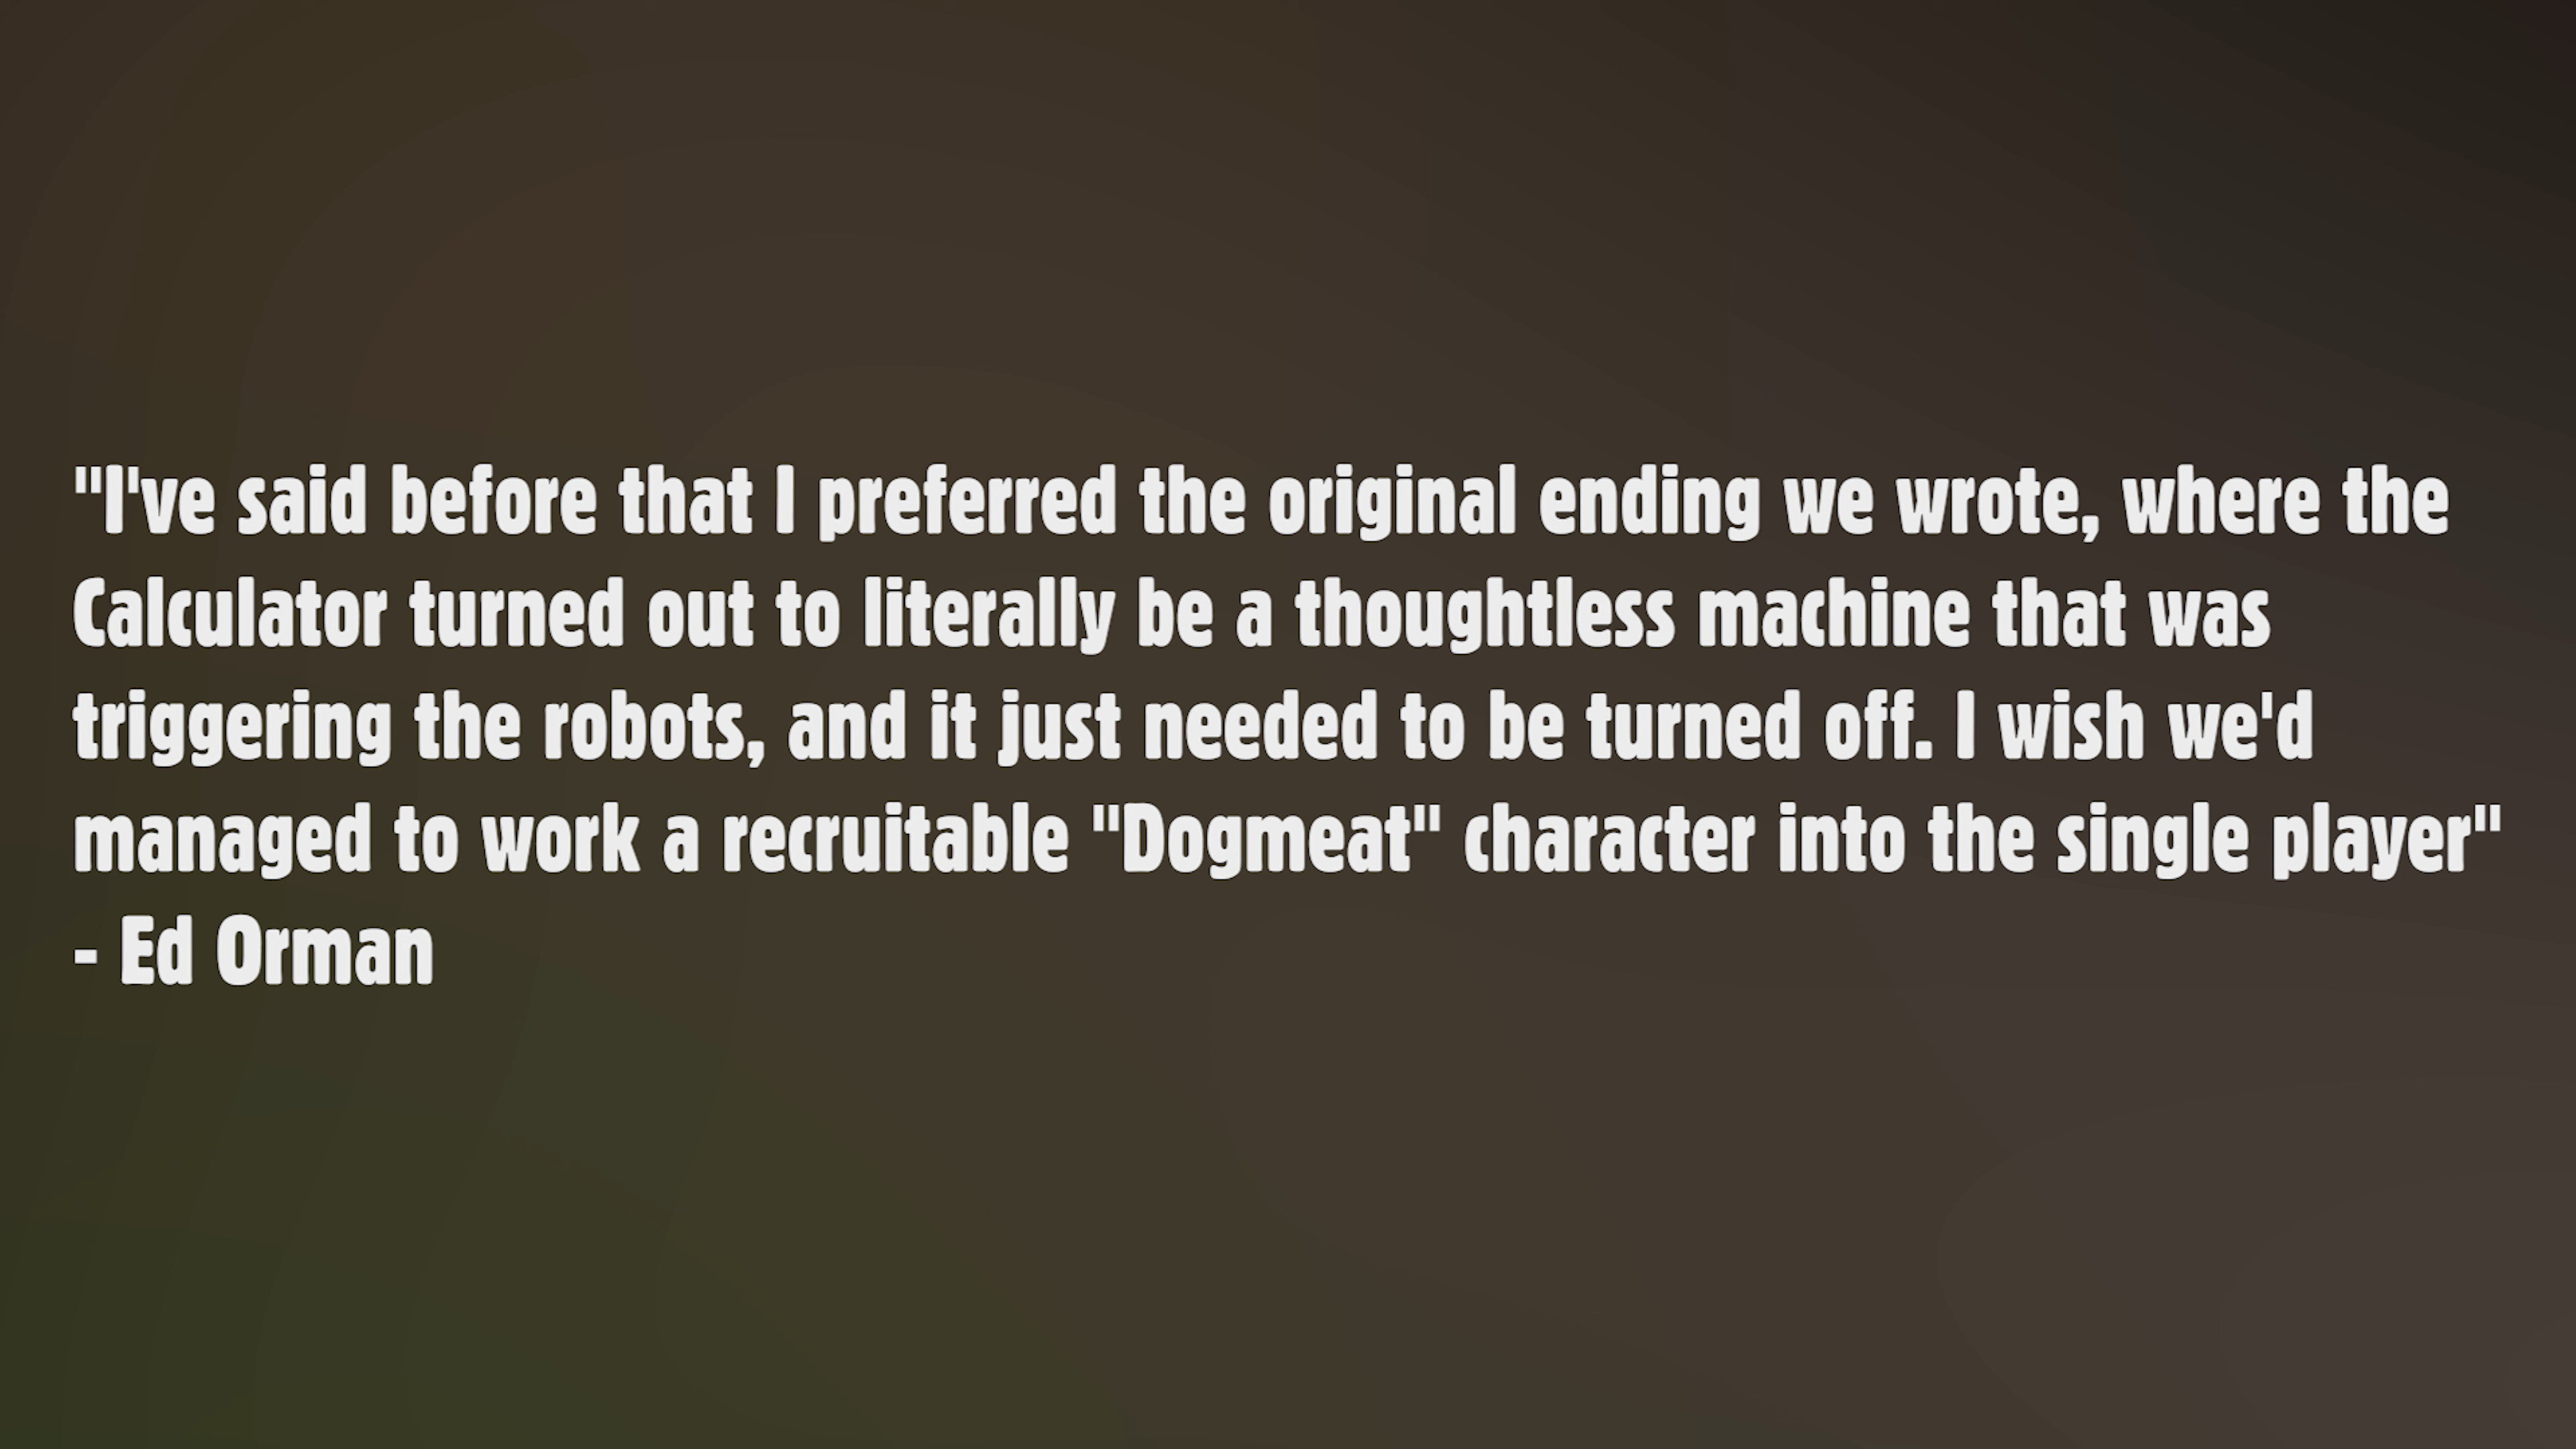 "I've said before that I preferred the original ending we wrote, where the
Calculator turned out to literally be a thoughtless machine that was
triggering the robots, and it just needed to be turned off. I wish we'd
managed to work a recruitable "Dogmeat" character into the single player"
- Ed Orman